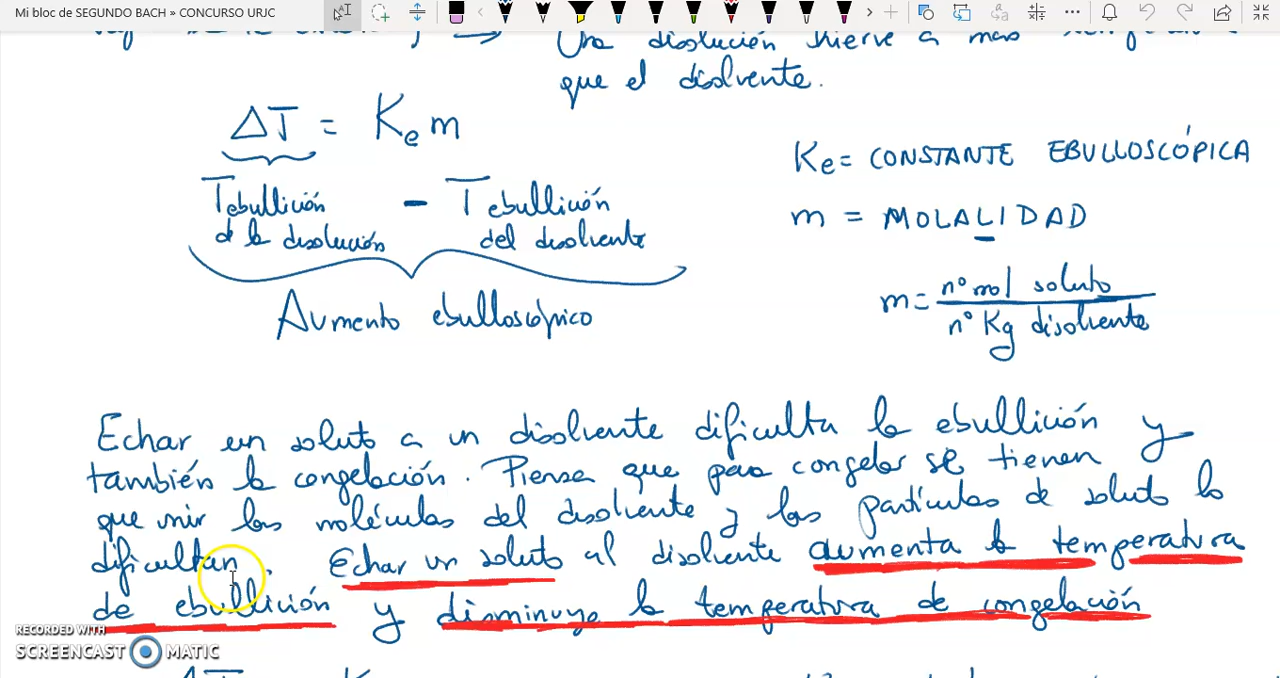 Mi bloc de SEGUNDO BACH » CONCURSO URJC
Una disolución hierve a más
que el disolvente.
ΔT = Ke m
Ke = CONSTANTE EBULLOSCÓPICA
Tebullición de la disolución − Tebullición del disolvente
m = MOLALIDAD
Aumento ebulloscópico
m = nº mol soluto / nº Kg disolvente
Echar un soluto a un disolvente dificulta la ebullición y
también la congelación. Piensa que para congelar se tienen
que unir las moléculas del disolvente y las partículas de soluto lo
dificultan. Echar un soluto al disolvente aumenta la temperatura
de ebullición y disminuye la temperatura de congelación
RECORDED WITH
SCREENCAST MATIC